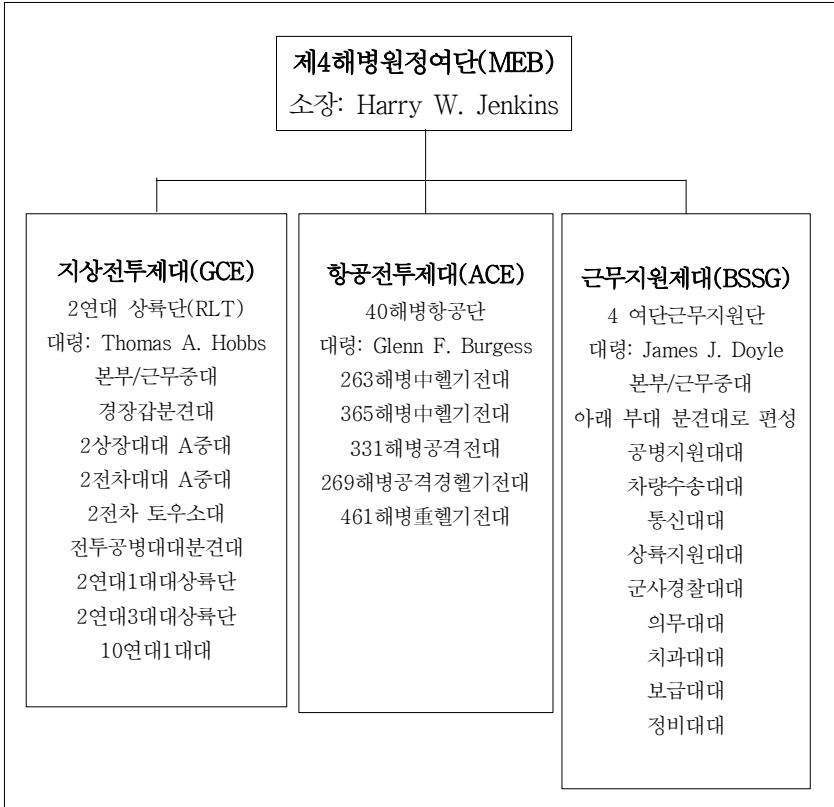 제4해병원정여단(MEB)
소장: Harry W. Jenkins
지상전투제대(GCE)
2연대 상륙단(RLT)
대령: Thomas A. Hobbs
본부/근무중대
경장갑분견대
2상장대대 A중대
2전차대대 A중대
2전차 토우소대
전투공병대대분견대
2연대1대대상륙단
2연대3대대상륙단
10연대1대대
항공전투제대(ACE)
40해병항공단
대령: Glenn F. Burgess
263해병中헬기전대
365해병中헬기전대
331해병공격전대
269해병공격경헬기전대
461해병重헬기전대
근무지원제대(BSSG)
4 여단근무지원단
대령: James J. Doyle
본부/근무중대
아래 부대 분견대로 편성
공병지원대대
차량수송대대
통신대대
상륙지원대대
군사경찰대대
의무대대
치과대대
보급대대
정비대대